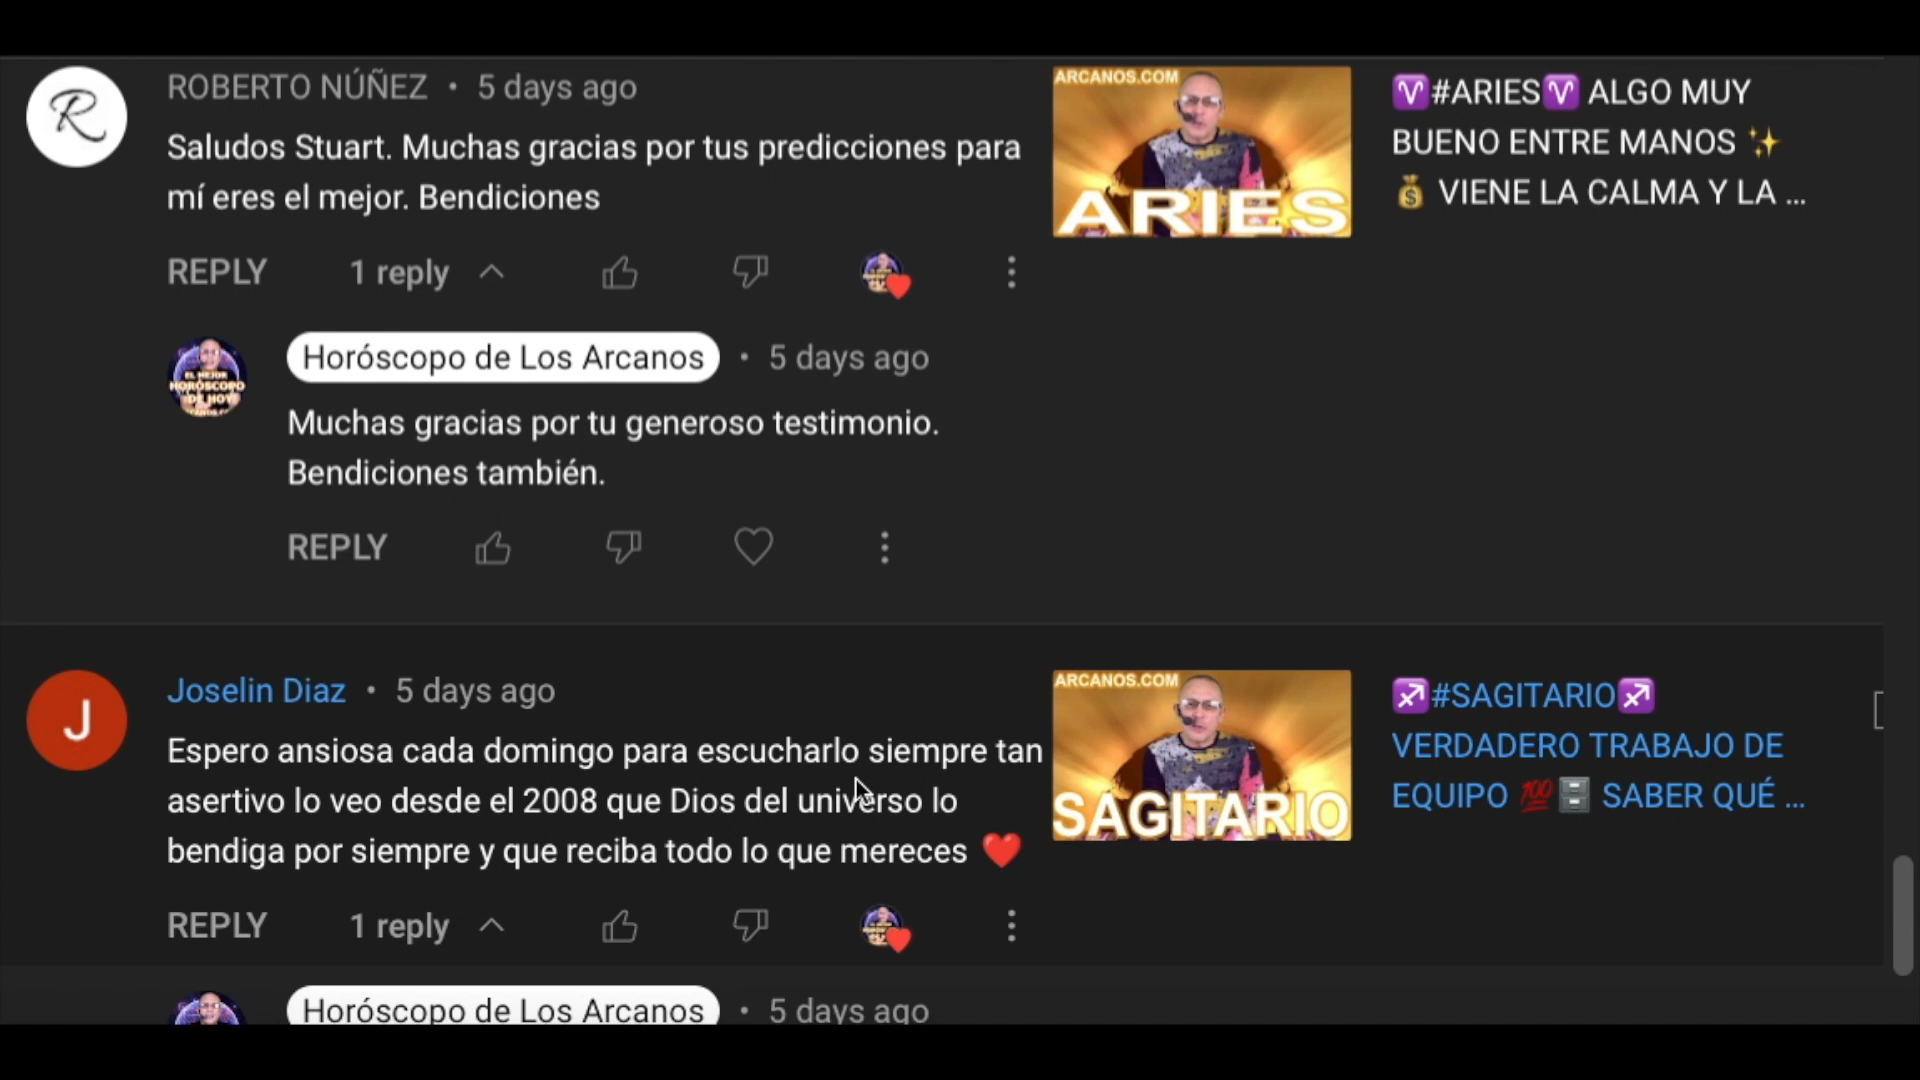 ROBERTO NÚÑEZ • 5 days ago
Saludos Stuart. Muchas gracias por tus predicciones para
mí eres el mejor. Bendiciones
REPLY 1 reply
ARCANOS.COM
ARIES
♈#ARIES♈ ALGO MUY
BUENO ENTRE MANOS ✨
💰 VIENE LA CALMA Y LA ...
EL MEJOR
HORÓSCOPO
DE HOY
Horóscopo de Los Arcanos • 5 days ago
Muchas gracias por tu generoso testimonio.
Bendiciones también.
REPLY
J
Joselin Diaz • 5 days ago
Espero ansiosa cada domingo para escucharlo siempre tan
asertivo lo veo desde el 2008 que Dios del universo lo
bendiga por siempre y que reciba todo lo que mereces ❤️
REPLY 1 reply
ARCANOS.COM
SAGITARIO
♐#SAGITARIO♐
VERDADERO TRABAJO DE
EQUIPO 💯🗄️ SABER QUÉ ...
Horóscopo de Los Arcanos • 5 days ago